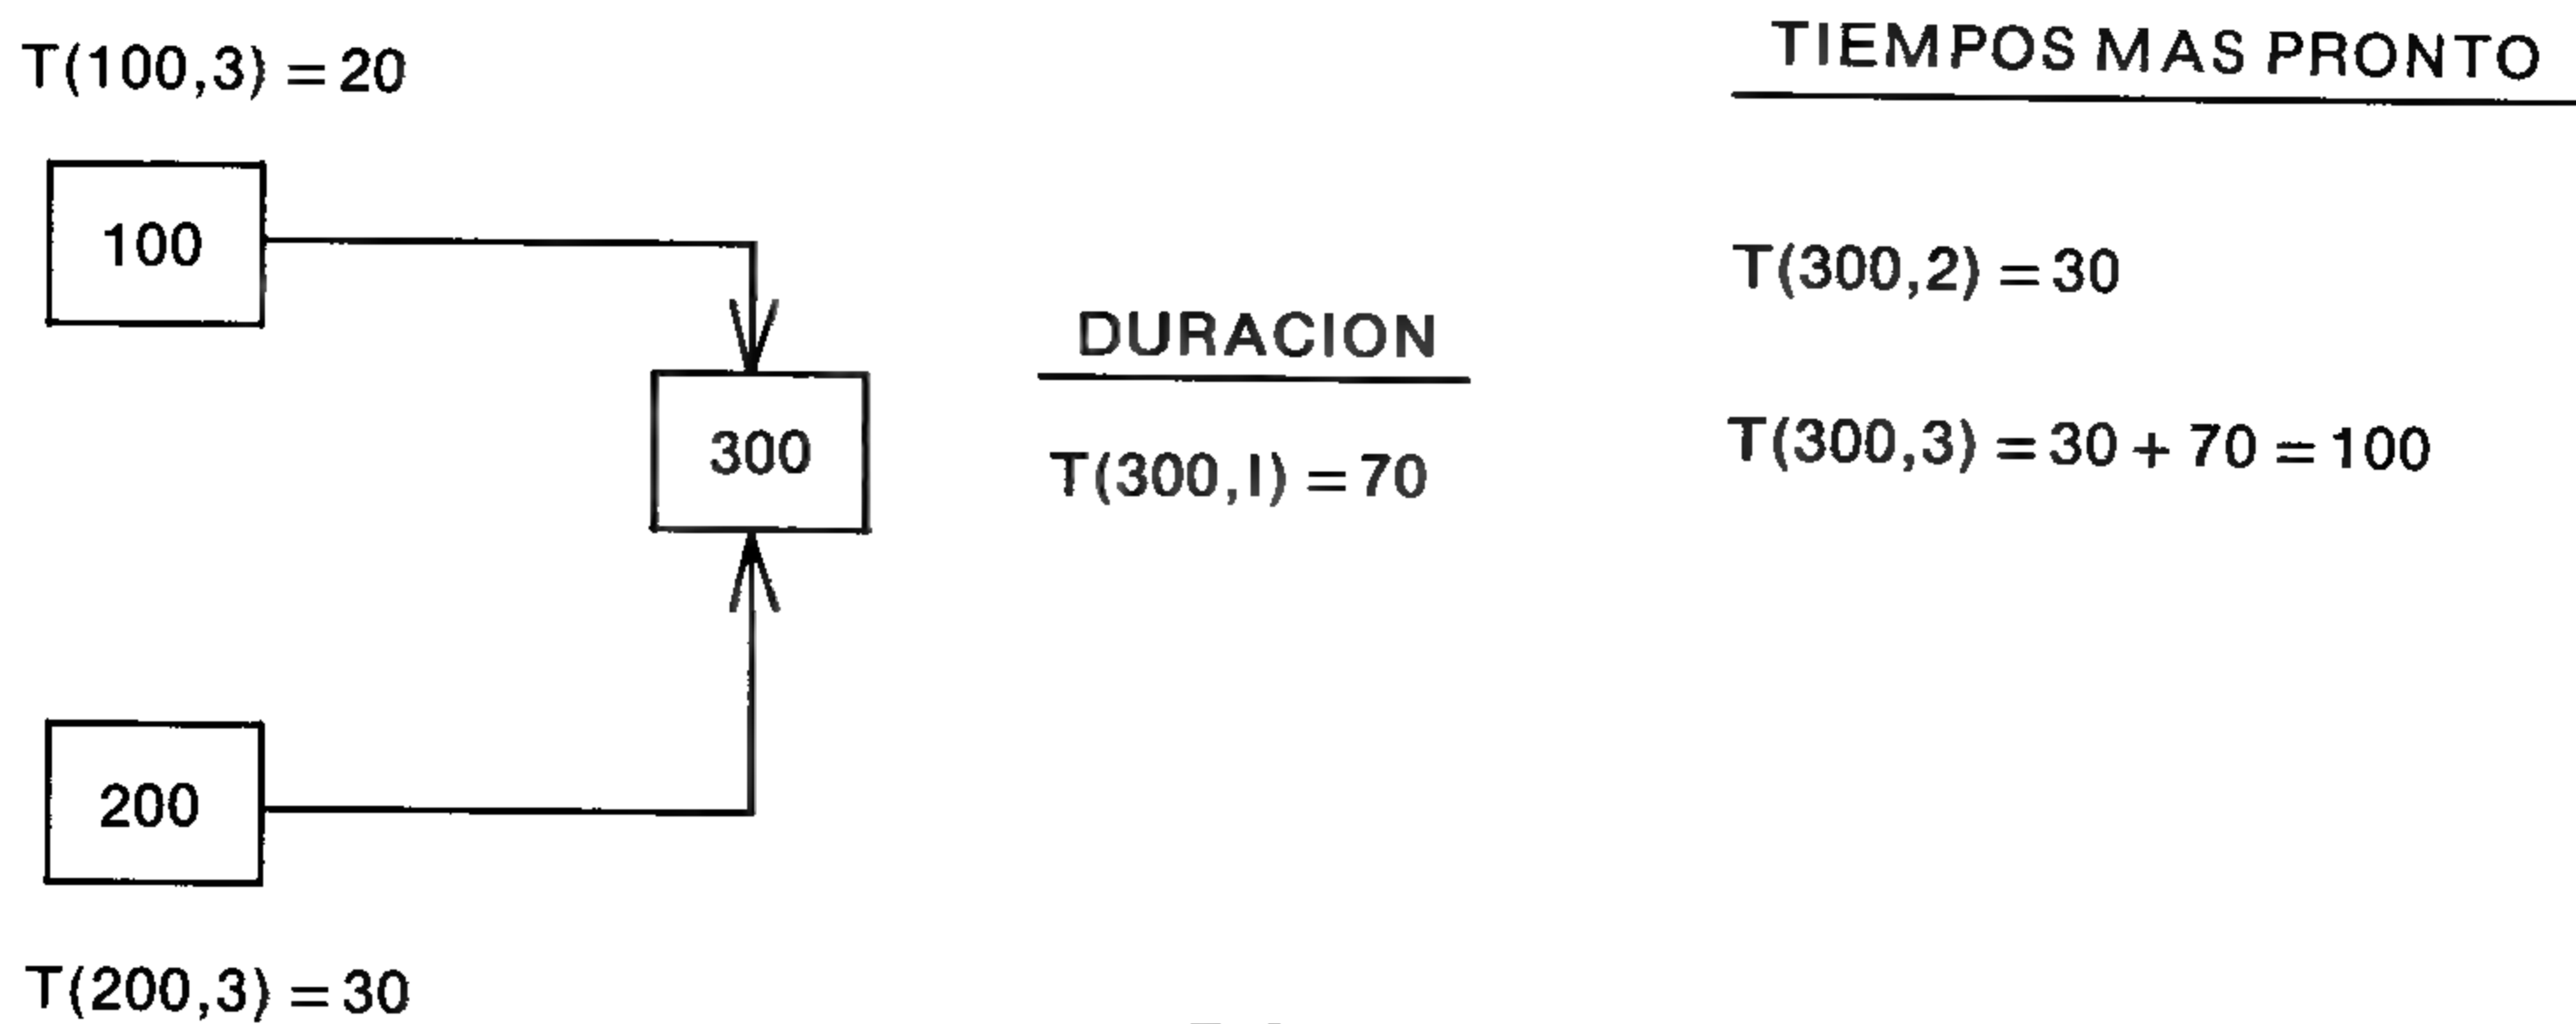 T(100,3) = 20
TIEMPOS MAS PRONTO
100
T(300,2) = 30
DURACION
300
T(300,3) = 30 + 70 = 100
T(300,I) = 70
200
T(200,3) = 30